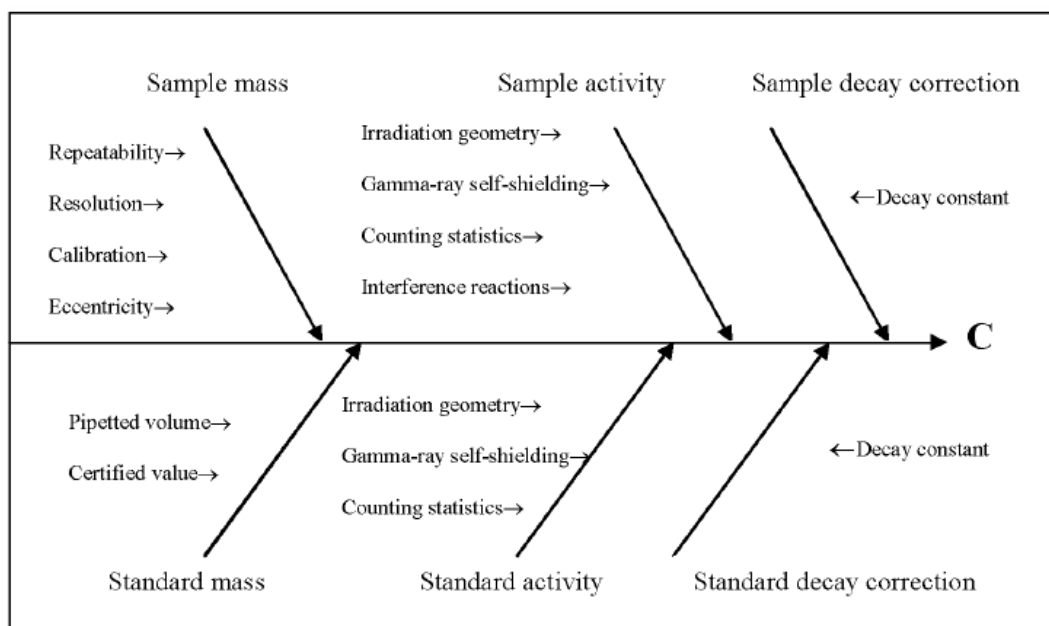 Sample mass
Sample activity
Sample decay correction
Repeatability→
Resolution→
Calibration→
Eccentricity→
Irradiation geometry→
Gamma-ray self-shielding→
Counting statistics→
Interference reactions→
←Decay constant
C
Pipetted volume→
Certified value→
Irradiation geometry→
Gamma-ray self-shielding→
Counting statistics→
←Decay constant
Standard mass
Standard activity
Standard decay correction